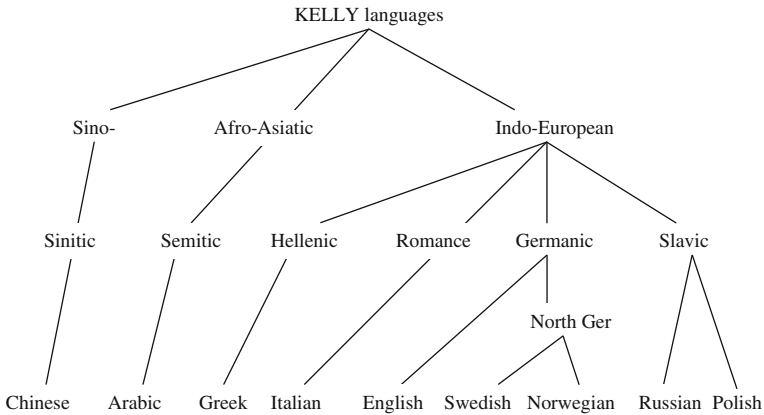 KELLY languages
Sino- Afro-Asiatic Indo-European
Sinitic Semitic Hellenic Romance Germanic Slavic
North Ger
Chinese Arabic Greek Italian English Swedish Norwegian Russian Polish